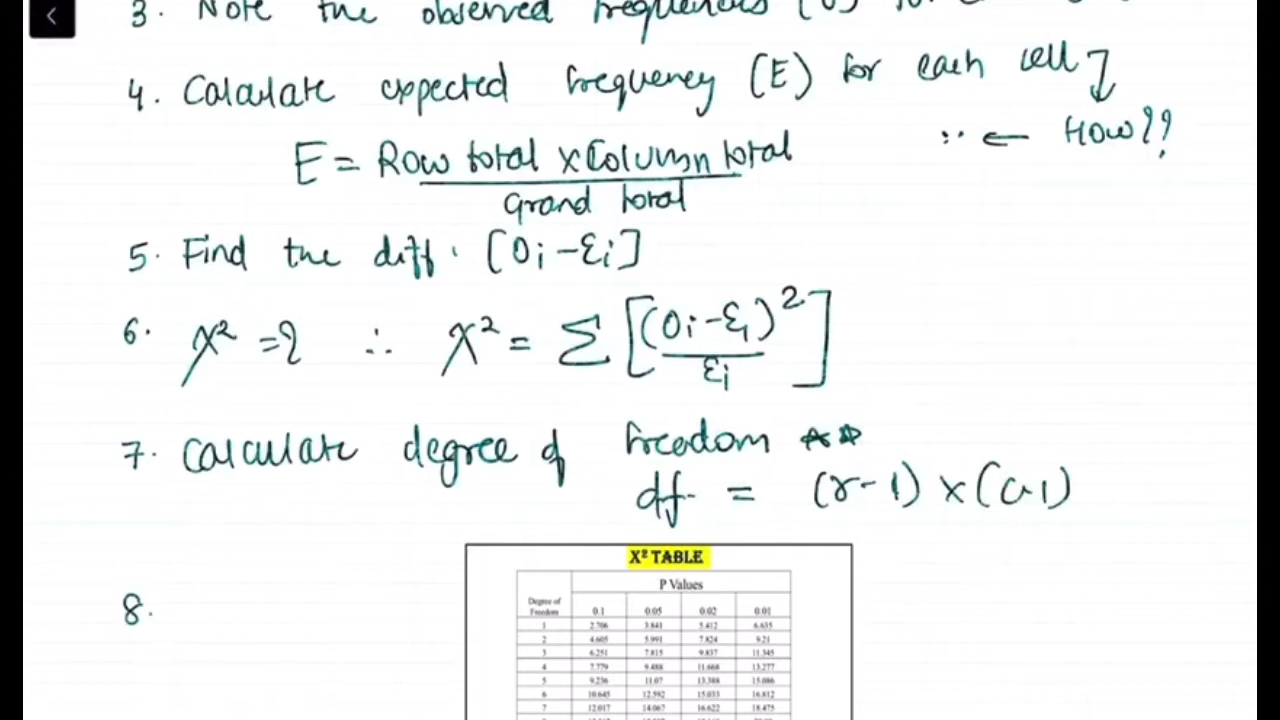 3. Note the observed frequencies
4. Calculate expected frequency (E) for each cell
∴ ← How??
E = Row total x Column total
Grand total
5. Find the diff. [Oi - Ei]
6. X² = ? ∴ X² = Σ [(Oi - Ei)²
Ei]
7. Calculate degree of freedom
df = (r-1) x (c-1)
X² TABLE
P Values
Degree of
Freedom 0.1 0.05 0.02 0.01
1 2.706 3.841 5.412 6.635
2 4.605 5.991 7.824 9.21
3 6.251 7.815 9.837 11.345
4 7.779 9.488 11.668 13.277
5 9.236 11.07 13.388 15.086
6 10.645 12.592 15.033 16.812
7 12.017 14.067 16.622 18.475
8.